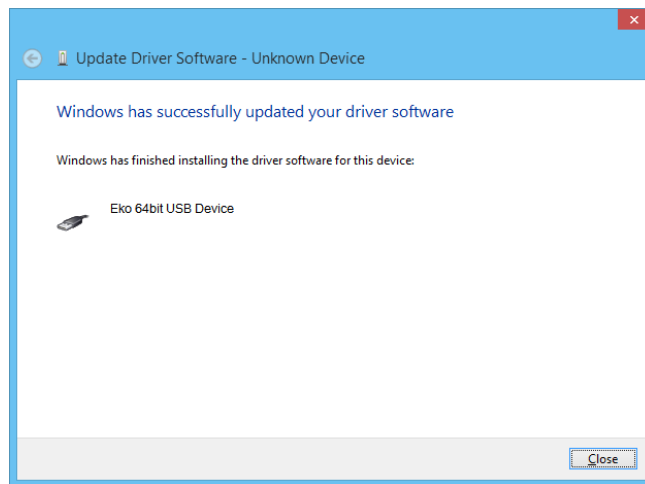 Update Driver Software - Unknown Device
Windows has successfully updated your driver software
Windows has finished installing the driver software for this device:
Eko 64bit USB Device
Close